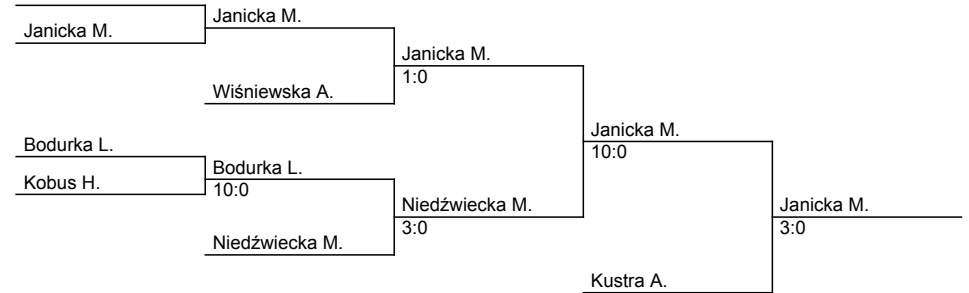 Janicka M.
Janicka M.
Janicka M.
1:0
Wiśniewska A.
Janicka M.
10:0
Bodurka L.
Bodurka L.
10:0
Kobus H.
Niedźwiecka M.
3:0
Janicka M.
3:0
Niedźwiecka M.
Kustra A.